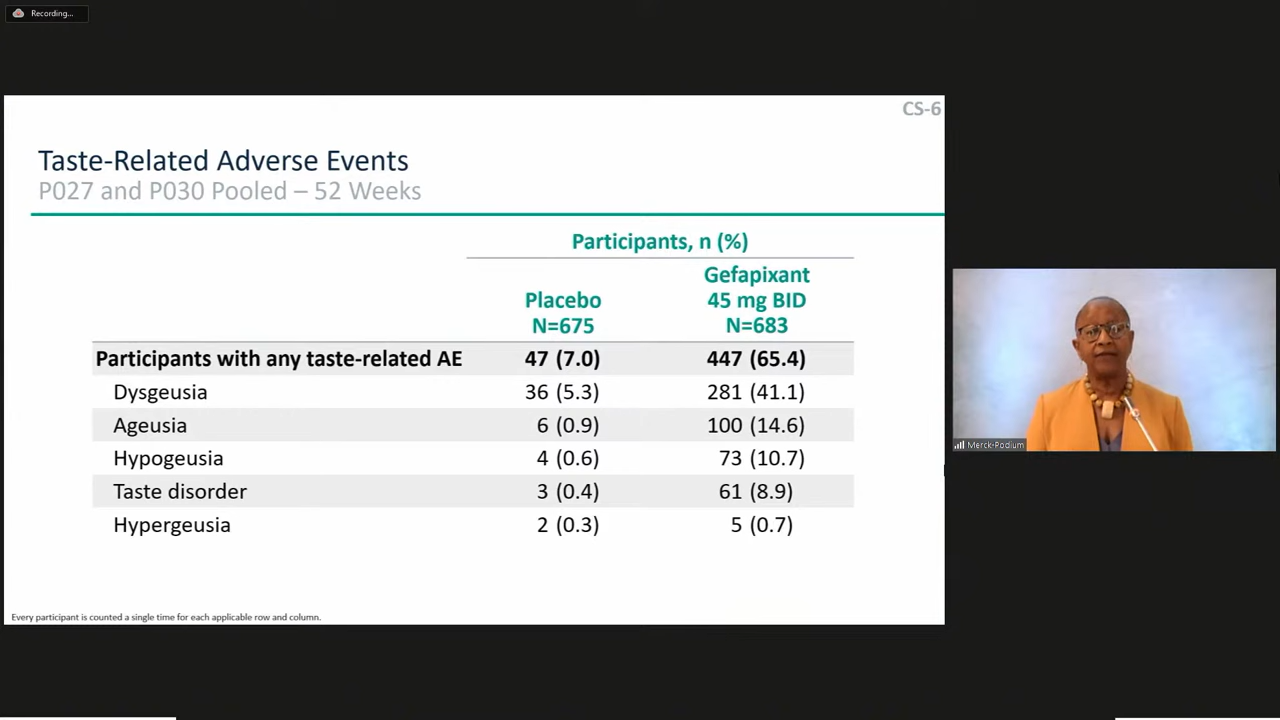 Recording...
CS-6
Taste-Related Adverse Events
P027 and P030 Pooled – 52 Weeks
Participants, n (%)
Placebo
N=675
Gefapixant
45 mg BID
N=683
Participants with any taste-related AE 47 (7.0) 447 (65.4)
Dysgeusia 36 (5.3) 281 (41.1)
Ageusia 6 (0.9) 100 (14.6)
Hypogeusia 4 (0.6) 73 (10.7)
Taste disorder 3 (0.4) 61 (8.9)
Hypergeusia 2 (0.3) 5 (0.7)
Every participant is counted a single time for each applicable row and column.
Merck-Podium